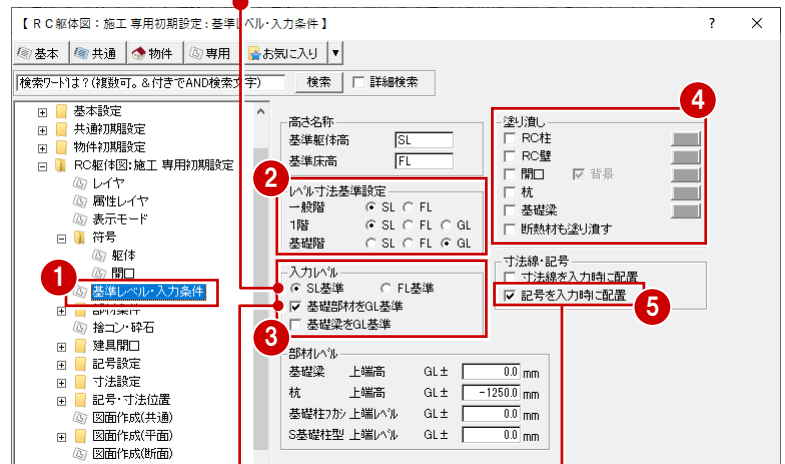 【ＲＣ躯体図：施工 専用初期設定：基準レベル・入力条件】 ? ×
基本 共通 物件 専用 お気に入り ▼
検索ワードは？(複数可。＆付きでAND検索文字) 検索 詳細検索
基本設定
共通初期設定
物件初期設定
RC躯体図:施工 専用初期設定
レイヤ
属性レイヤ
表示モード
符号
躯体
開口
1
基準レベル・入力条件
部材条件
捨コン・砕石
建具開口
記号設定
寸法設定
記号・寸法位置
図面作成(共通)
図面作成(平面)
図面作成(断面)
高さ名称
基準躯体高 SL
基準床高 FL
2
レベル寸法基準設定
一般階 SL FL
1階 SL FL GL
基礎階 SL FL GL
入力レベル
SL基準 FL基準
基礎部材をGL基準
3
基礎梁をGL基準
部材レベル
基礎梁 上端高 GL± 0.0 mm
杭 上端高 GL± -1250.0 mm
基礎柱フカシ 上端レベル GL± 0.0 mm
S基礎柱型 上端レベル GL± 0.0 mm
4
塗り潰し
RC柱
RC壁
開口 背景
杭
基礎梁
断熱材も塗り潰す
寸法線・記号
寸法線を入力時に配置
記号を入力時に配置
5